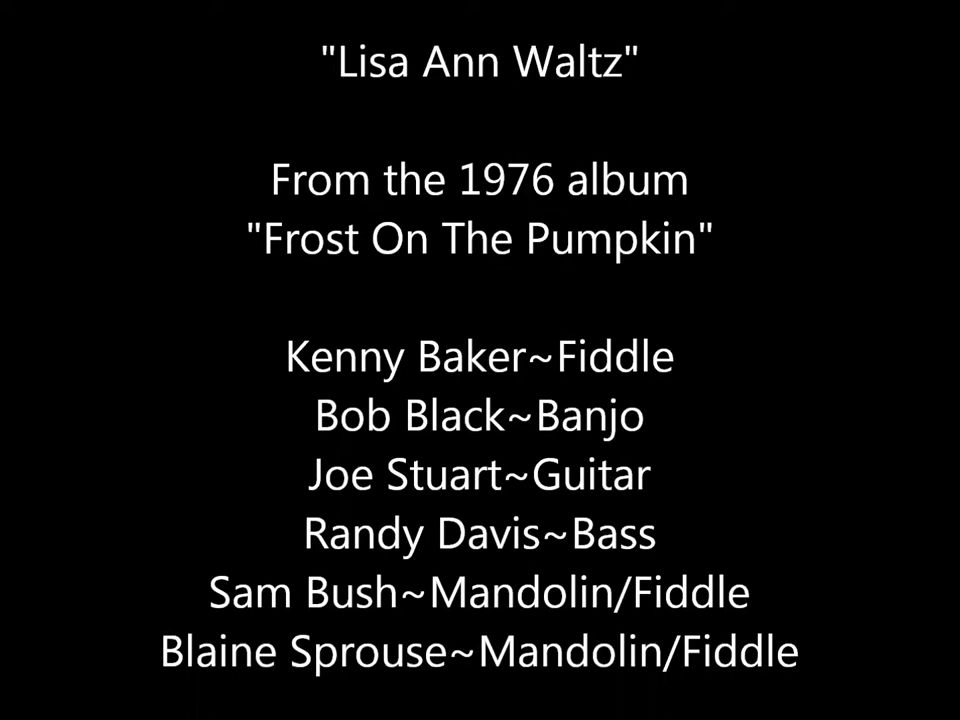 "Lisa Ann Waltz"
From the 1976 album
"Frost On The Pumpkin"
Kenny Baker~Fiddle
Bob Black~Banjo
Joe Stuart~Guitar
Randy Davis~Bass
Sam Bush~Mandolin/Fiddle
Blaine Sprouse~Mandolin/Fiddle